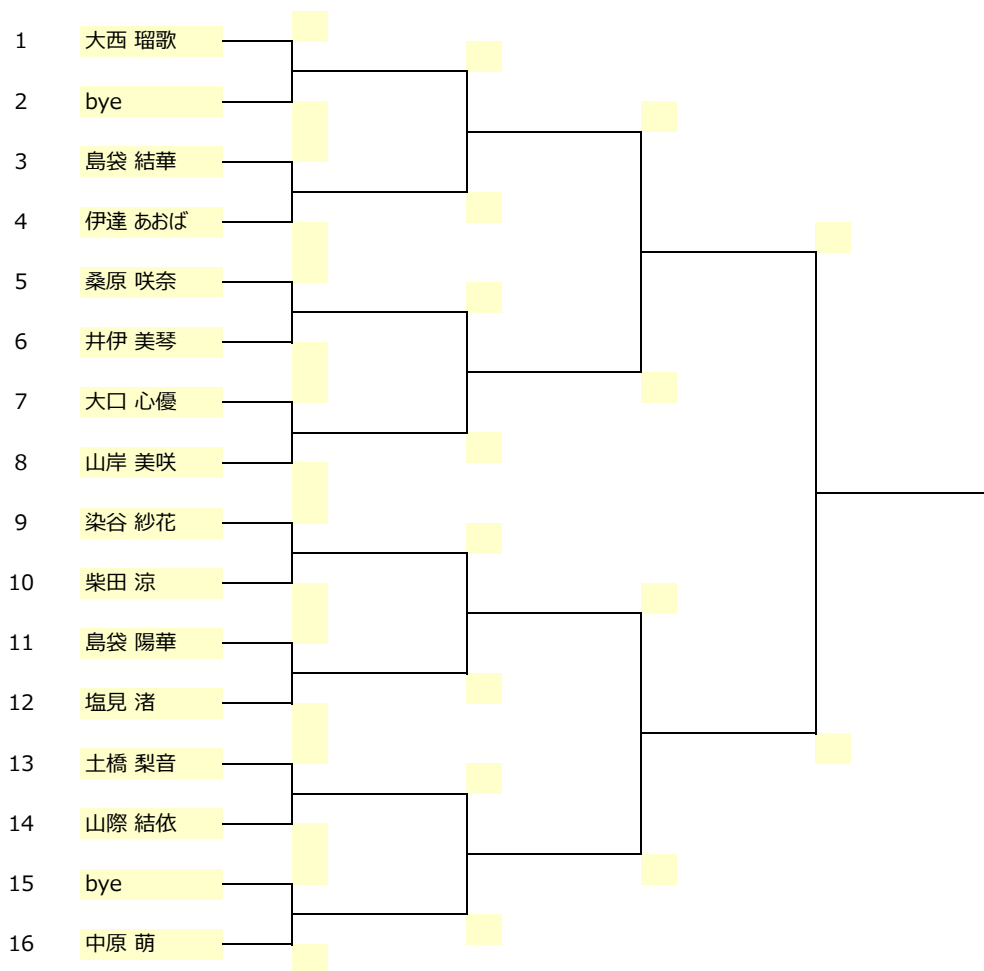 1 大西 瑠歌
2 bye
3 島袋 結華
4 伊達 あおば
5 桑原 咲奈
6 井伊 美琴
7 大口 心優
8 山岸 美咲
9 染谷 紗花
10 柴田 涼
11 島袋 陽華
12 塩見 渚
13 土橋 梨音
14 山際 結依
15 bye
16 中原 萌